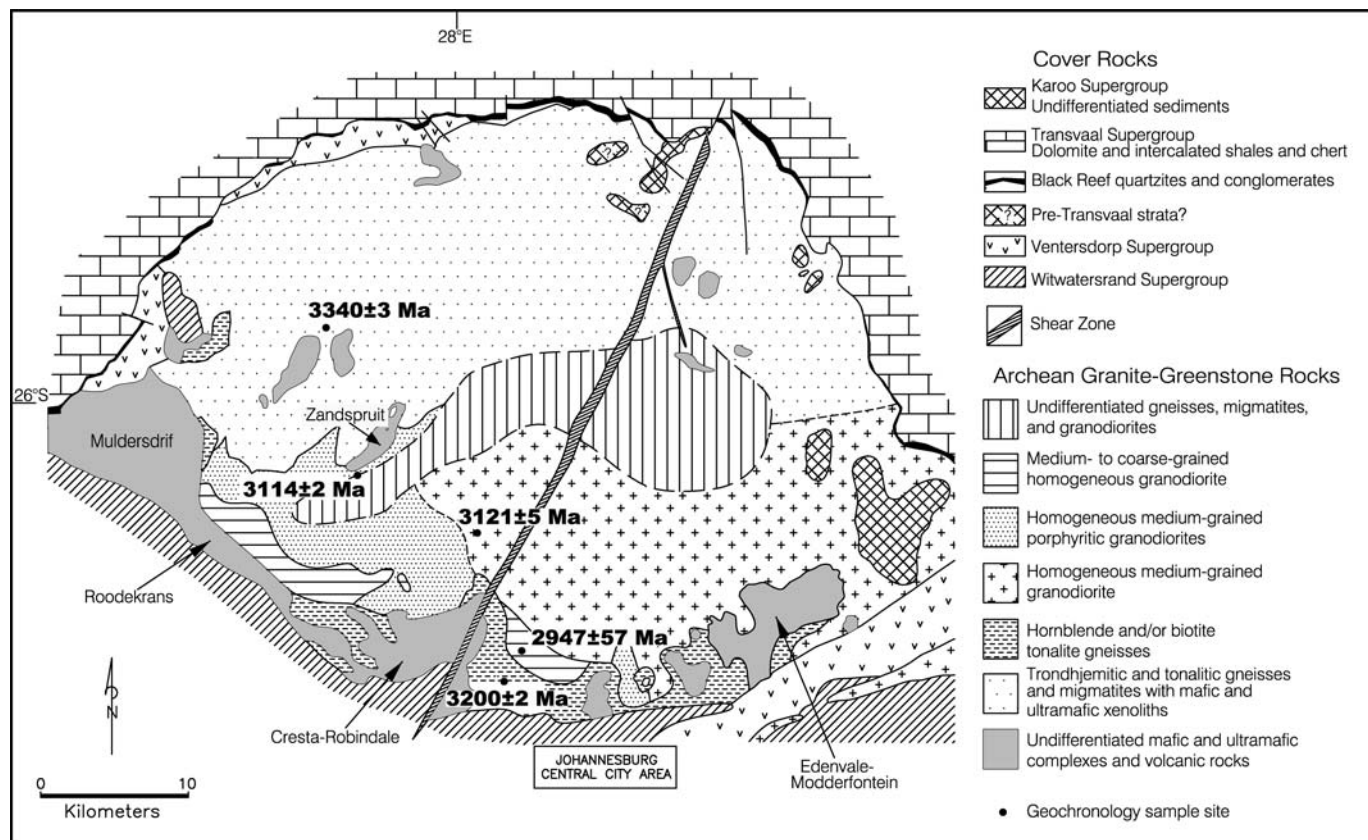 28°E
26°S
3340±3 Ma
Zandspruit
Muldersdrif
3114±2 Ma
3121±5 Ma
Roodekrans
2947±57 Ma
3200±2 Ma
Cresta-Robindale
JOHANNESBURG
CENTRAL CITY AREA
Edenvale-
Modderfontein
N
0 10
Kilometers
?
?
Cover Rocks
Karoo Supergroup
Undifferentiated sediments
Transvaal Supergroup
Dolomite and intercalated shales and chert
Black Reef quartzites and conglomerates
?
Pre-Transvaal strata?
Ventersdorp Supergroup
Witwatersrand Supergroup
Shear Zone
Archean Granite-Greenstone Rocks
Undifferentiated gneisses, migmatites,
and granodiorites
Medium- to coarse-grained
homogeneous granodiorite
Homogeneous medium-grained
porphyritic granodiorites
Homogeneous medium-grained
granodiorite
Hornblende and/or biotite
tonalite gneisses
Trondhjemitic and tonalitic gneisses
and migmatites with mafic and
ultramafic xenoliths
Undifferentiated mafic and ultramafic
complexes and volcanic rocks
Geochronology sample site